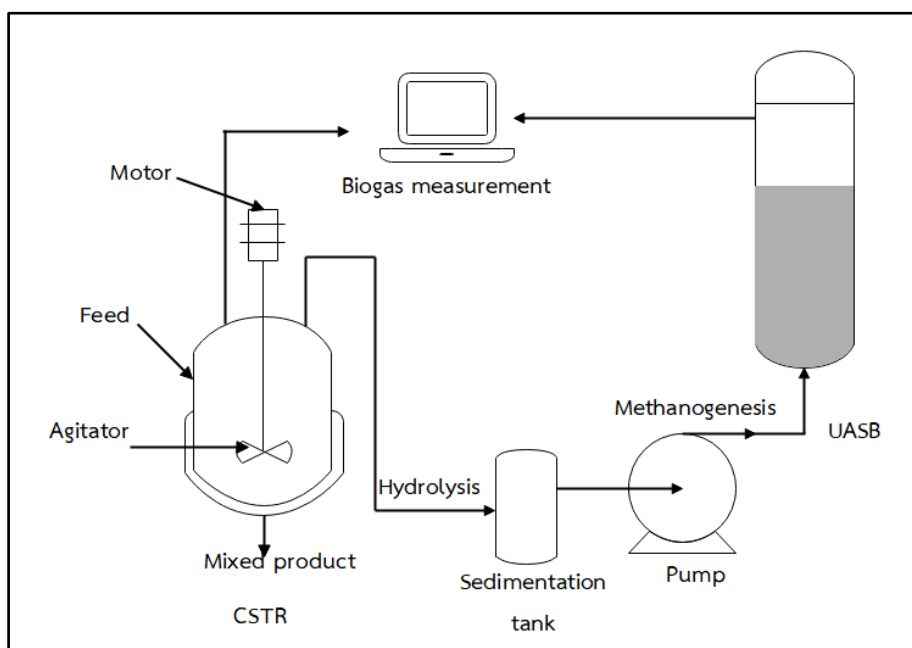 Motor
Biogas measurement
Feed
Agitator
Methanogenesis
UASB
Hydrolysis
Mixed product
Sedimentation
tank
Pump
CSTR